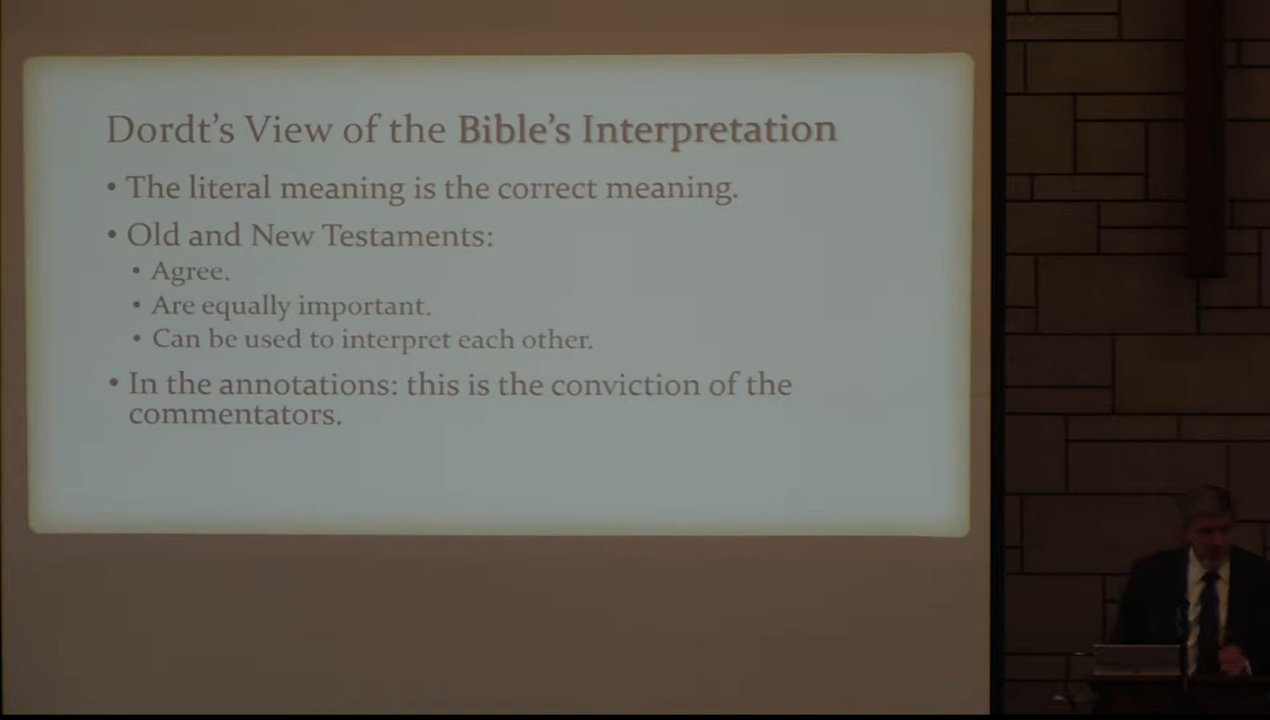 Dordt's View of the Bible's Interpretation
• The literal meaning is the correct meaning.
• Old and New Testaments:
• Agree.
• Are equally important.
• Can be used to interpret each other.
• In the annotations: this is the conviction of the
commentators.